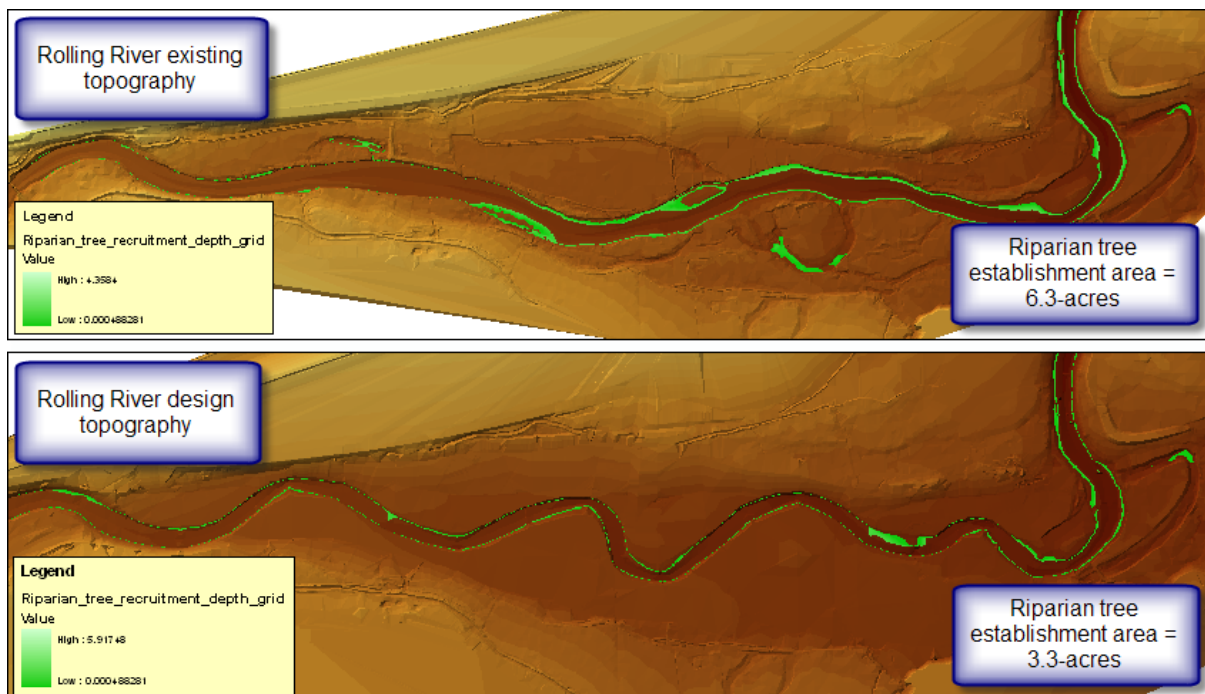 Rolling River existing
topography
Legend
Riparian_tree_recruitment_depth_grid
Value
High : 4.3584
Low : 0.000488281
Riparian tree
establishment area =
6.3-acres
Rolling River design
topography
Legend
Riparian_tree_recruitment_depth_grid
Value
High : 5.91748
Low : 0.000488281
Riparian tree
establishment area =
3.3-acres